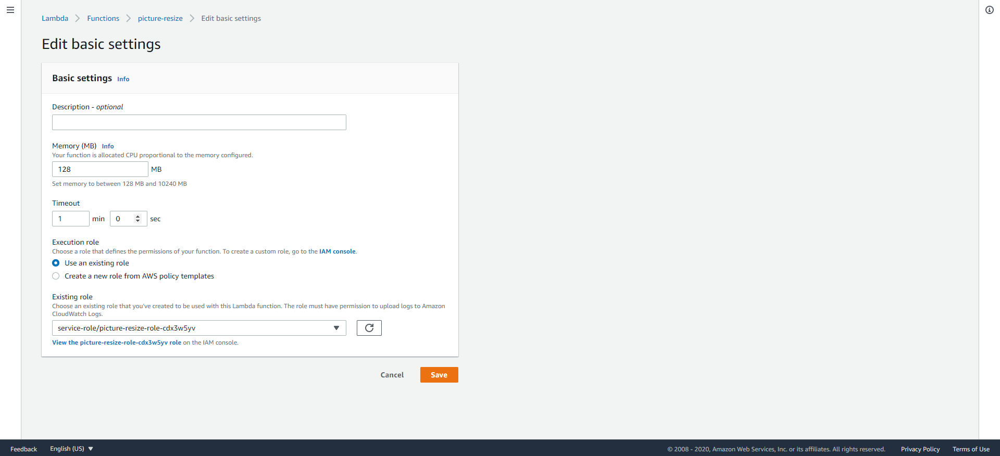 Lambda > Functions > picture-resize > Edit basic settings
Edit basic settings
Basic settings Info
Description - optional
Memory (MB) Info
Your function is allocated CPU proportional to the memory configured.
128 MB
Set memory to between 128 MB and 10240 MB
Timeout
1 min 0 sec
Execution role
Choose a role that defines the permissions of your function. To create a custom role, go to the IAM console.
Use an existing role
Create a new role from AWS policy templates
Existing role
Choose an existing role that you've created to be used with this Lambda function. The role must have permission to upload logs to Amazon
CloudWatch Logs.
service-role/picture-resize-role-cdx3w5yv
View the picture-resize-role-cdx3w5yv role on the IAM console.
Cancel Save
Feedback English (US) © 2008 - 2020, Amazon Web Services, Inc. or its affiliates. All rights reserved. Privacy Policy Terms of Use